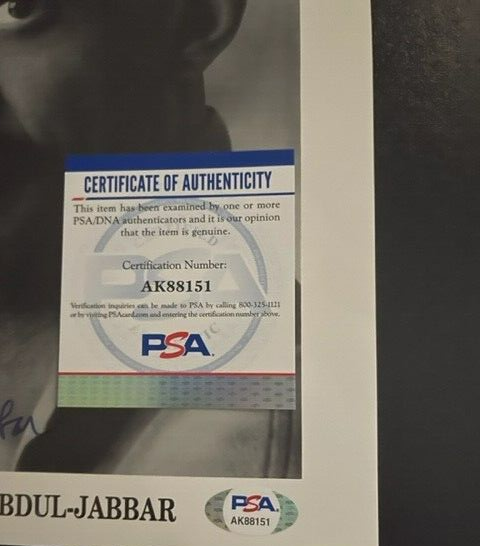 CERTIFICATE OF AUTHENTICITY
This item has been examined by one or more
PSA/DNA authenticators and it is our opinion
that the item is genuine.
Certification Number:
AK88151
Verification inquiries can be made to PSA by calling 800-325-1121
or by visiting PSAcard.com and entering the certification number above.
PSA
BDUL-JABBAR
PSA
AK88151